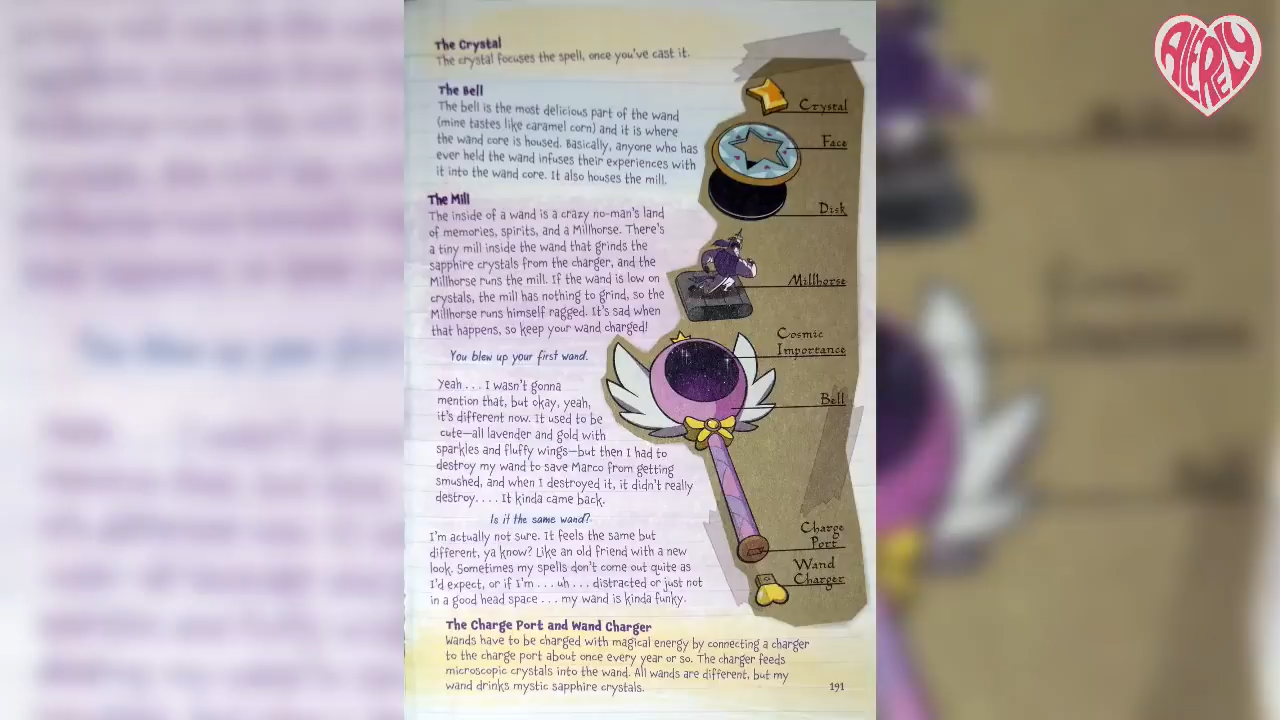 The Crystal
The crystal focuses the spell, once you've cast it.
The Bell
The bell is the most delicious part of the wand
(mine tastes like caramel corn) and it is where
the wand core is housed. Basically, anyone who has
ever held the wand infuses their experiences with
it into the wand core. It also houses the mill.
The Mill
The inside of a wand is a crazy no-man's land
of memories, spirits, and a Millhorse. There's
a tiny mill inside the wand that grinds the
sapphire crystals from the charger, and the
Millhorse runs the mill. If the wand is low on
crystals, the mill has nothing to grind, so the
Millhorse runs himself ragged. It's sad when
that happens, so keep your wand charged!
You blew up your first wand.
Yeah . . . I wasn't gonna
mention that, but okay, yeah,
it's different now. It used to be
cute—all lavender and gold with
sparkles and fluffy wings—but then I had to
destroy my wand to save Marco from getting
smushed, and when I destroyed it, it didn't really
destroy. . . . It kinda came back.
Is it the same wand?
I'm actually not sure. It feels the same but
different, ya know? Like an old friend with a new
look. Sometimes my spells don't come out quite as
I'd expect, or if I'm . . . uh . . . distracted or just not
in a good head space . . . my wand is kinda funky.
The Charge Port and Wand Charger
Wands have to be charged with magical energy by connecting a charger
to the charge port about once every year or so. The charger feeds
microscopic crystals into the wand. All wands are different, but my
wand drinks mystic sapphire crystals.
191
Crystal
Face
Disk
Millhorse
Cosmic
Importance
Bell
Charge
Port
Wand
Charger
ALFRELY